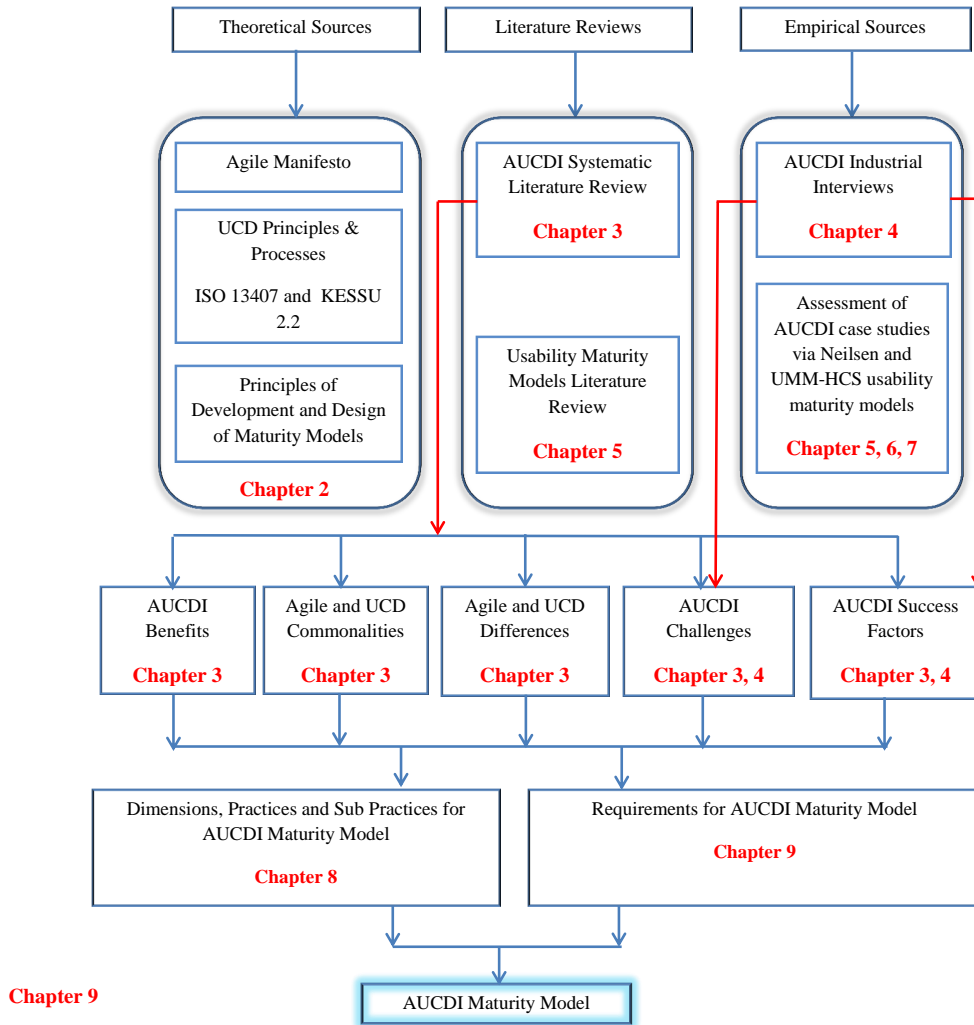 Theoretical Sources
Literature Reviews
Empirical Sources
Agile Manifesto
UCD Principles &
Processes
ISO 13407 and KESSU
2.2
Principles of
Development and Design
of Maturity Models
Chapter 2
AUCDI Systematic
Literature Review
Chapter 3
Usability Maturity
Models Literature
Review
Chapter 5
AUCDI Industrial
Interviews
Chapter 4
Assessment of
AUCDI case studies
via Neilsen and
UMM-HCS usability
maturity models
Chapter 5, 6, 7
AUCDI
Benefits
Chapter 3
Agile and UCD
Commonalities
Chapter 3
Agile and UCD
Differences
Chapter 3
AUCDI
Challenges
Chapter 3, 4
AUCDI Success
Factors
Chapter 3, 4
Dimensions, Practices and Sub Practices for
AUCDI Maturity Model
Chapter 8
Requirements for AUCDI Maturity Model
Chapter 9
Chapter 9
AUCDI Maturity Model